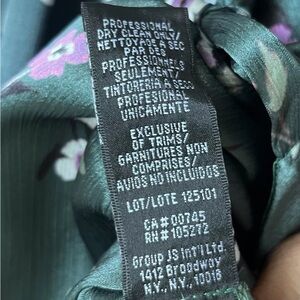 PROFESSIONAL
DRY CLEAN ONLY/
NETTOYAGE A SEC
PAR DES
PROFESSIONNELS
SEULEMENT/
TINTORERIA A SECO
PROFESIONAL
UNICAMENTE
EXCLUSIVE
OF TRIMS/
GARNITURES NON
COMPRISES/
AVIOS NO INCLUIDOS
LOT/LOTE 125101
CA#00745
RN#105272
Group JS Int'l Ltd.
1412 Broadway
N.Y., N.Y., 10018